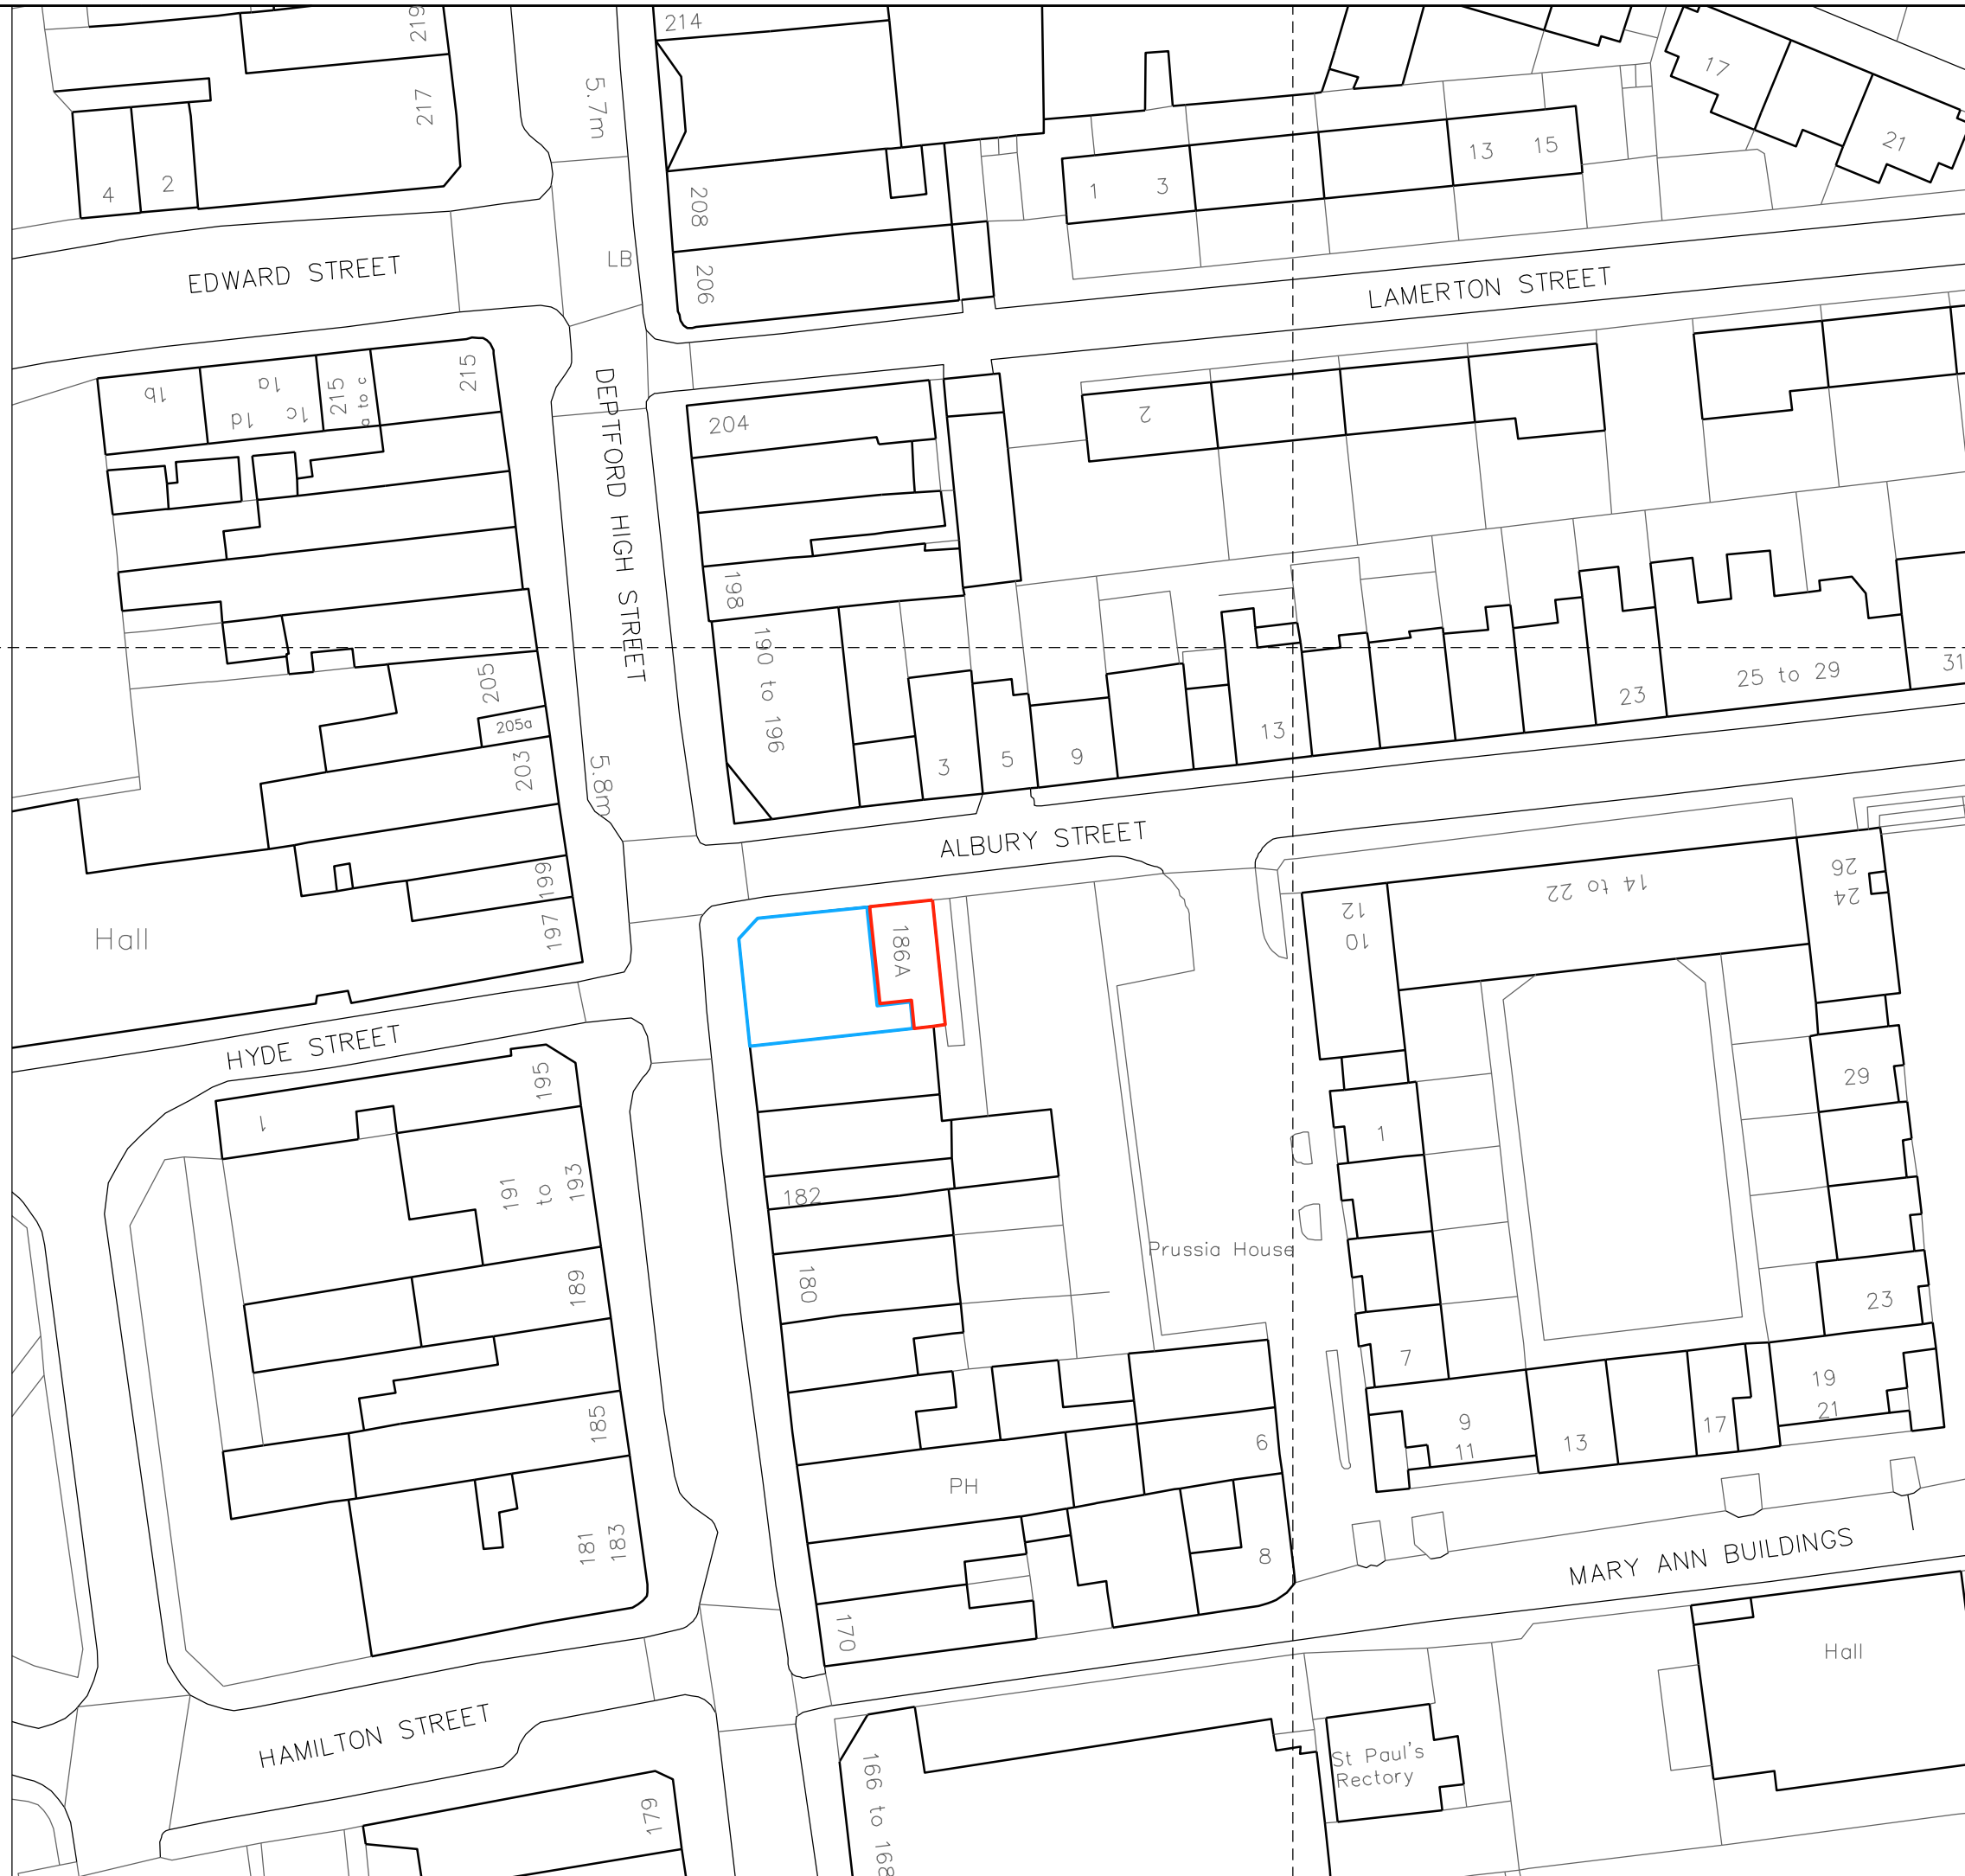 219
214
217
5.7m
17
21
4
2
208
1
3
13
15
LB
206
EDWARD STREET
LAMERTON STREET
1b
1a
1d
1c
215
a to c
215
DEPTFORD HIGH STREET
204
2
198
190 to 196
205
205a
203
5.8m
3
5
9
13
23
25 to 29
31
ALBURY STREET
199
197
Hall
186A
12
10
14 to 22
26
24
HYDE STREET
195
1
191
to
193
182
180
189
Prussia House
1
29
7
23
185
PH
6
9
11
13
17
19
21
181
183
8
170
MARY ANN BUILDINGS
HAMILTON STREET
Hall
St Paul's
Rectory
166 to 168
179